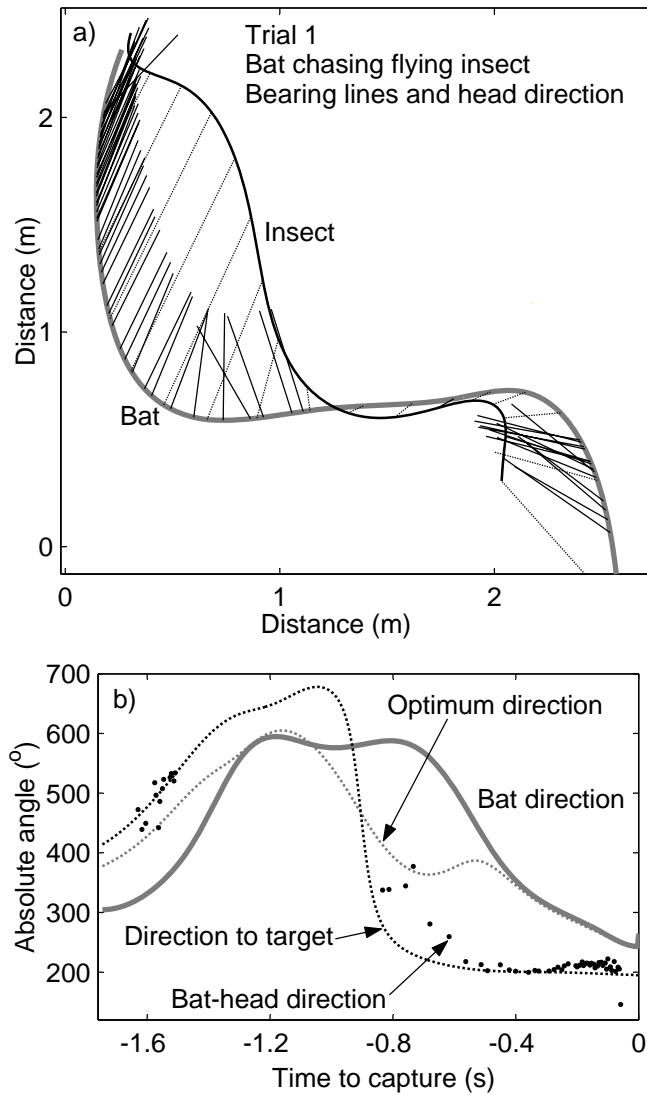 a)
Trial 1
Bat chasing flying insect
Bearing lines and head direction
2
Insect
1
Bat
0
Distance (m)
0 1 2
Distance (m)
b)
700
600
500
400
300
200
Absolute angle (°)
Optimum direction
Bat direction
Direction to target
Bat-head direction
-1.6 -1.2 -0.8 -0.4 0
Time to capture (s)